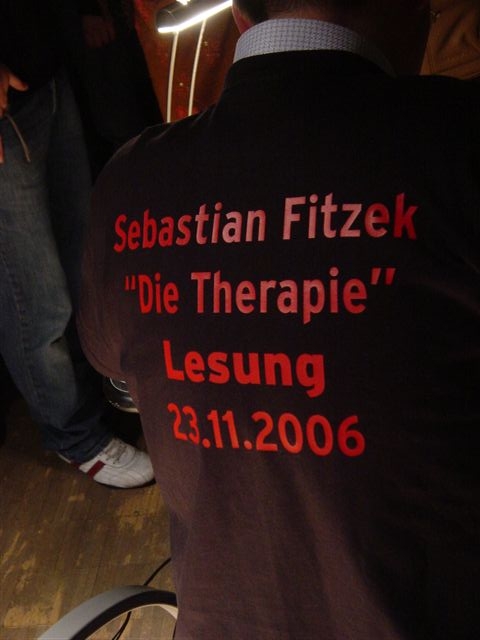 Sebastian Fitzek
"Die Therapie"
Lesung
23.11.2006